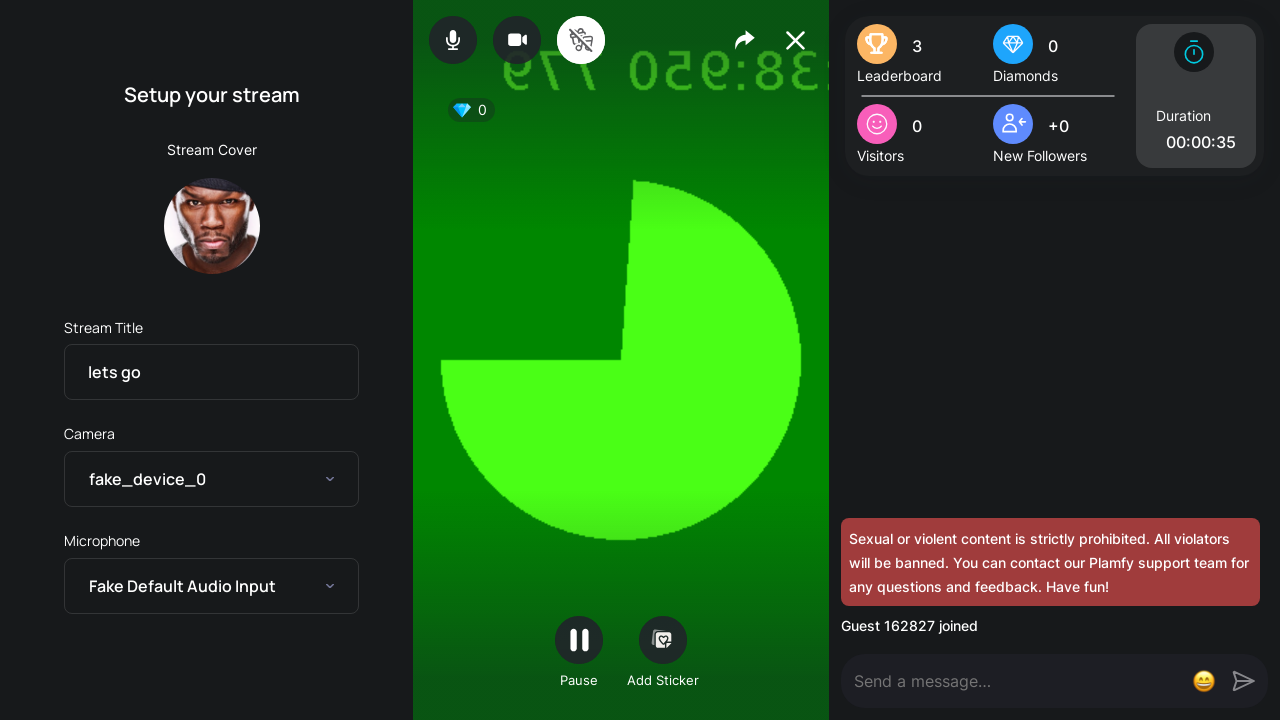 Setup your stream
Stream Cover
Stream Title
lets go
Camera
fake_device_0
Microphone
Fake Default Audio Input
:38:950 779
0
Pause
Add Sticker
3
Leaderboard
0
Diamonds
0
Visitors
+0
New Followers
Duration
00:00:35
Sexual or violent content is strictly prohibited. All violators
will be banned. You can contact our Plamfy support team for
any questions and feedback. Have fun!
Guest 162827 joined
Send a message...